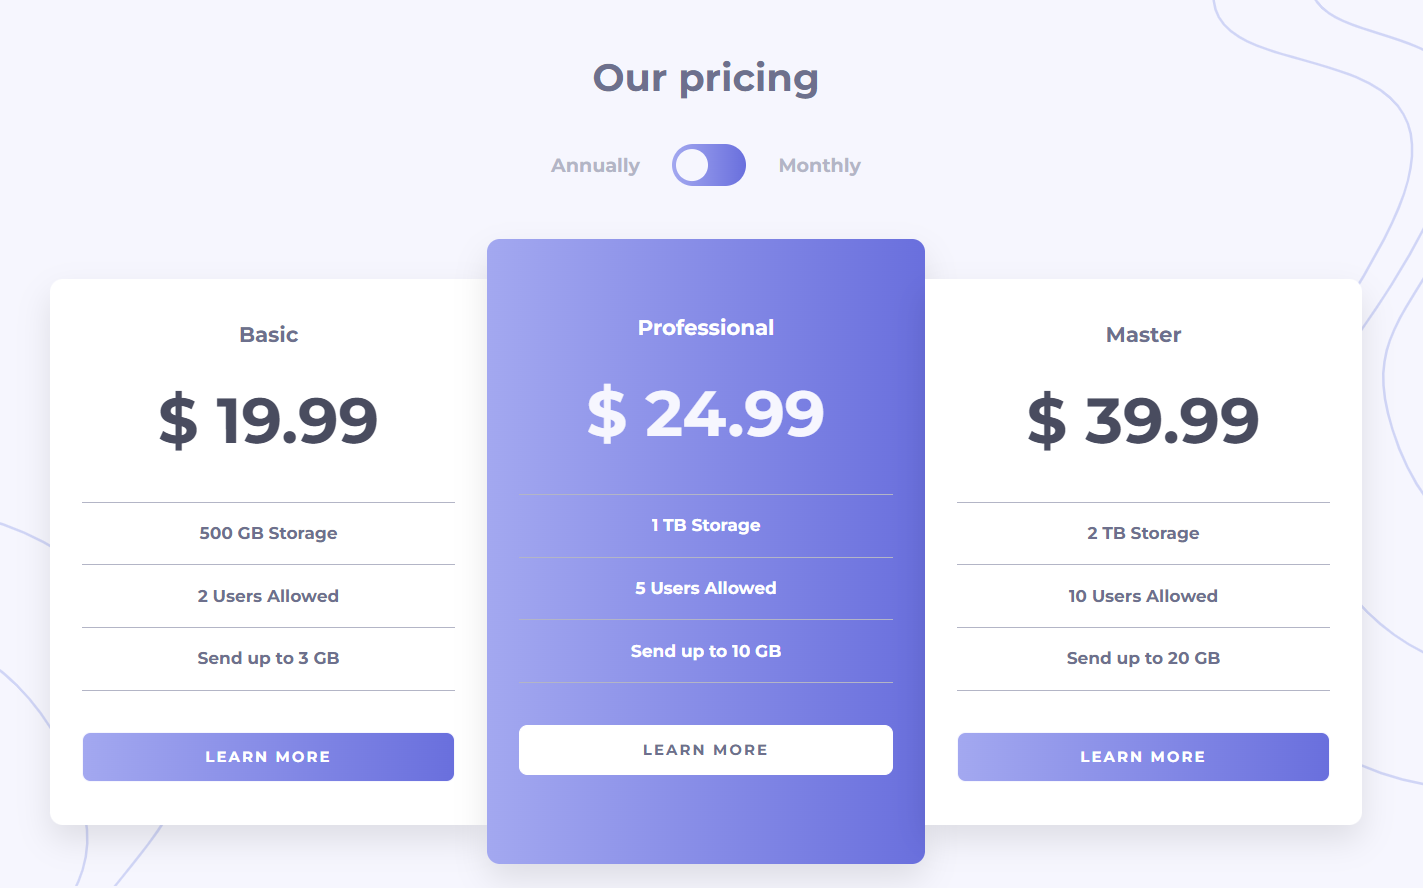 Our pricing
Annually
Monthly
Basic
$ 19.99
500 GB Storage
2 Users Allowed
Send up to 3 GB
LEARN MORE
Professional
$ 24.99
1 TB Storage
5 Users Allowed
Send up to 10 GB
LEARN MORE
Master
$ 39.99
2 TB Storage
10 Users Allowed
Send up to 20 GB
LEARN MORE